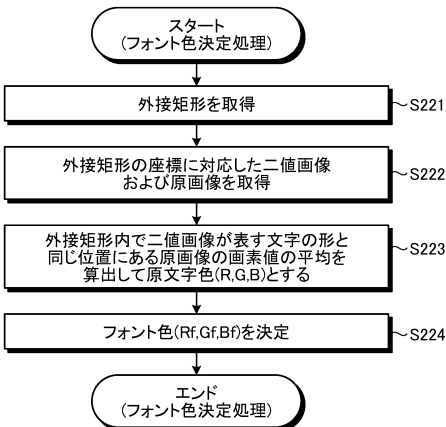 スタート
(フォント色決定処理)
外接矩形を取得
S221
外接矩形の座標に対応した二値画像
および原画像を取得
S222
外接矩形内で二値画像が表す文字の形と
同じ位置にある原画像の画素値の平均を
算出して原文字色(R,G,B)とする
S223
フォント色(Rf,Gf,Bf)を決定
S224
エンド
(フォント色決定処理)